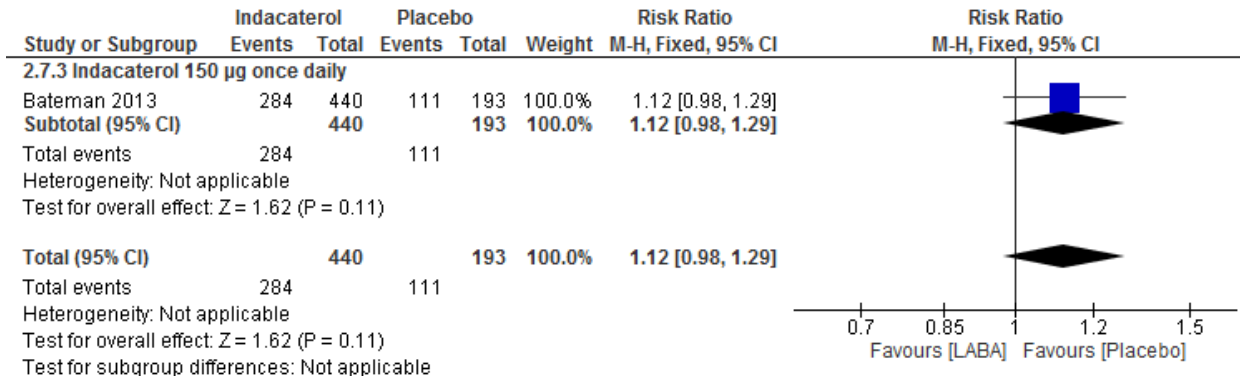 Indacaterol Placebo Risk Ratio Risk Ratio
Study or Subgroup Events Total Events Total Weight M-H, Fixed, 95% CI M-H, Fixed, 95% CI
2.7.3 Indacaterol 150 µg once daily
Bateman 2013 284 440 111 193 100.0% 1.12 [0.98, 1.29]
Subtotal (95% CI) 440 193 100.0% 1.12 [0.98, 1.29]
Total events 284 111
Heterogeneity: Not applicable
Test for overall effect: Z = 1.62 (P = 0.11)
Total (95% CI) 440 193 100.0% 1.12 [0.98, 1.29]
Total events 284 111
Heterogeneity: Not applicable
Test for overall effect: Z = 1.62 (P = 0.11)
Test for subgroup differences: Not applicable
0.7 0.85 1 1.2 1.5
Favours [LABA] Favours [Placebo]